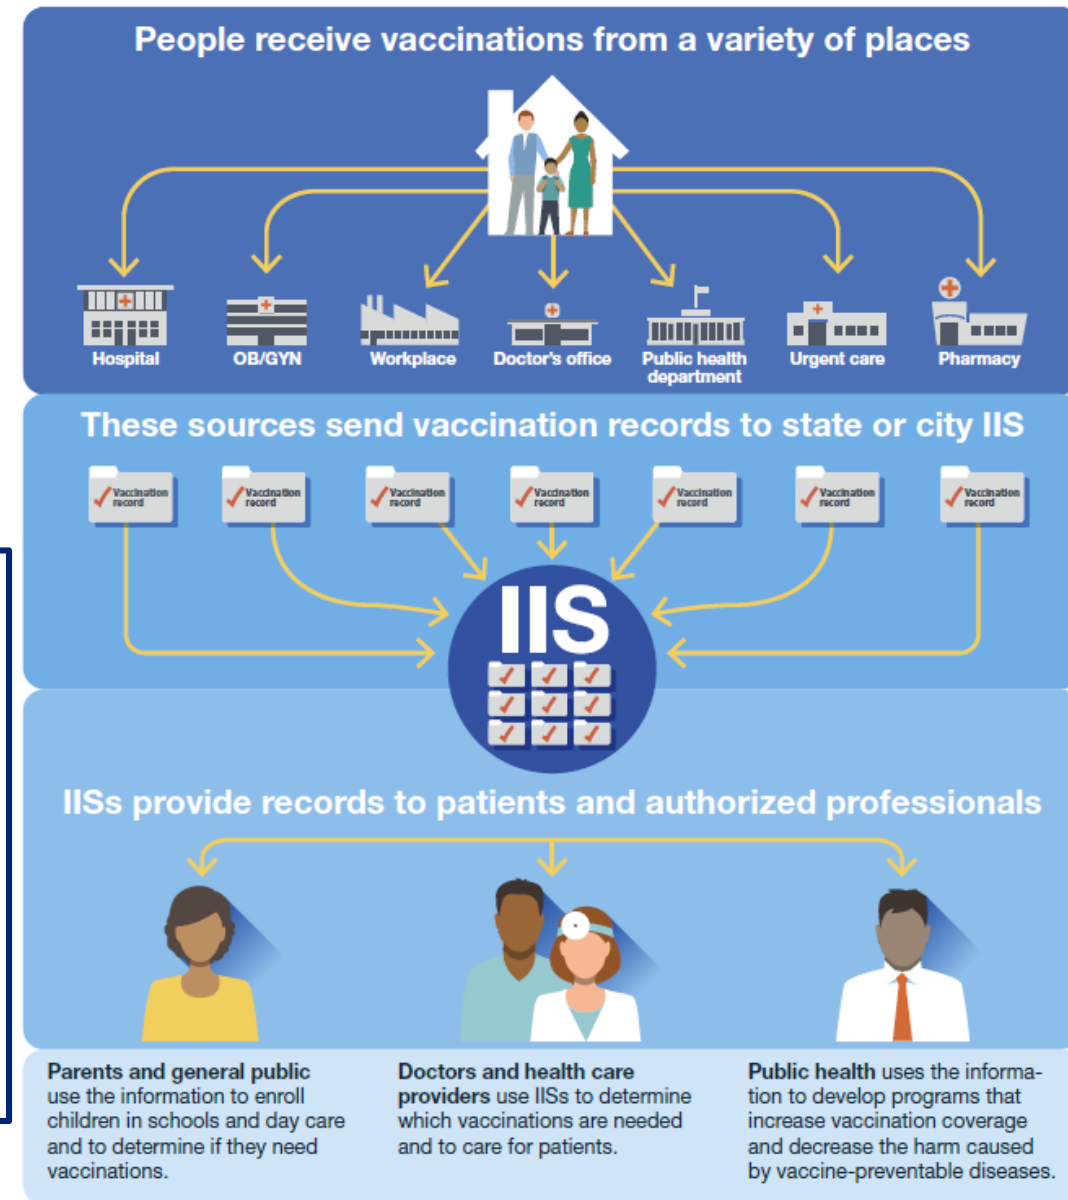 People receive vaccinations from a variety of places
Hospital
OB/GYN
Workplace
Doctor's office
Public health
department
Urgent care
Pharmacy
These sources send vaccination records to state or city IIS
Vaccination
record
Vaccination
record
Vaccination
record
Vaccination
record
Vaccination
record
Vaccination
record
Vaccination
record
IIS
IISs provide records to patients and authorized professionals
Parents and general public
use the information to enroll
children in schools and day care
and to determine if they need
vaccinations.
Doctors and health care
providers use IISs to determine
which vaccinations are needed
and to care for patients.
Public health uses the informa-
tion to develop programs that
increase vaccination coverage
and decrease the harm caused
by vaccine-preventable diseases.